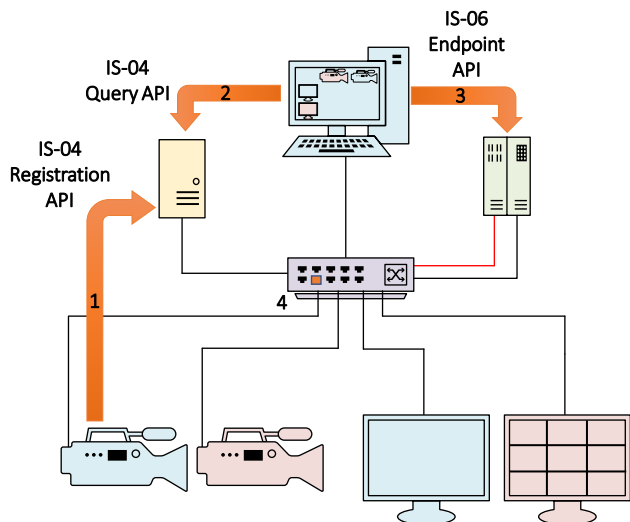 IS-06
Endpoint
API
IS-04
Query API
2
3
IS-04
Registration
API
1
4